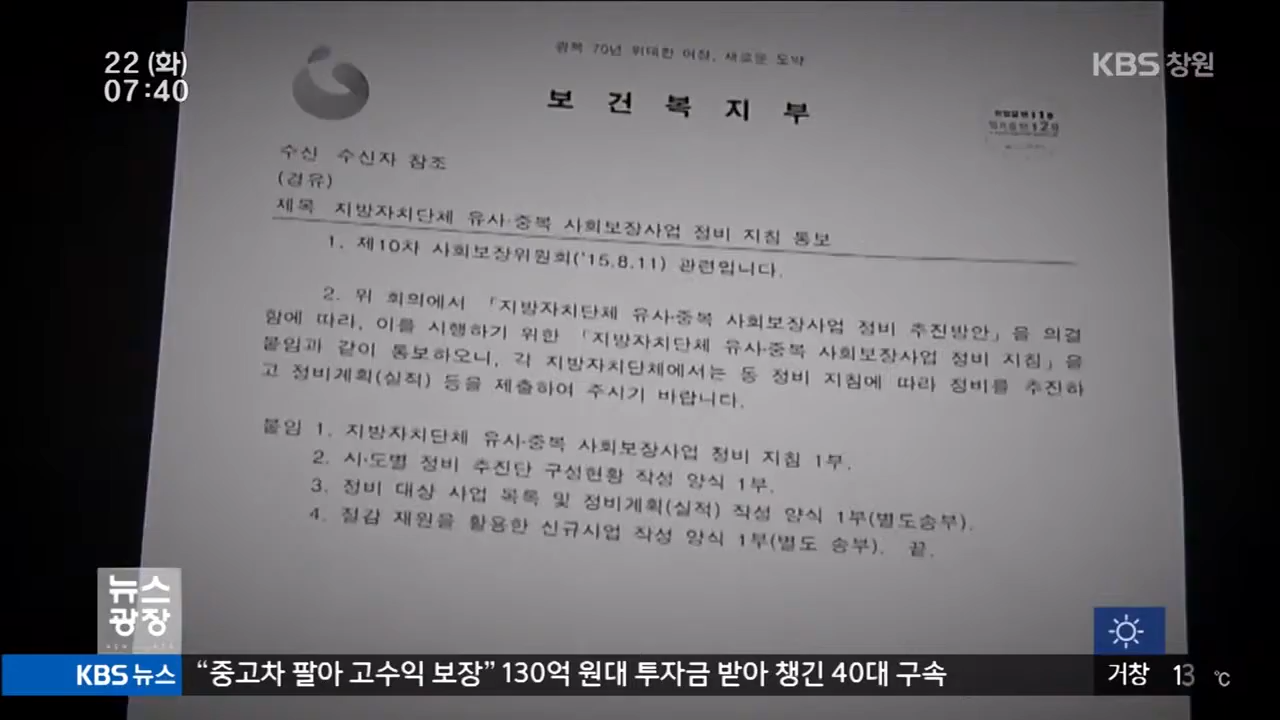 22 (화)
07:40
KBS 창원
광복 70년 위대한 여정, 새로운 도약
보 건 복 지 부
수신 수신자 참조
(경유)
제목 지방자치단체 유사·중복 사회보장사업 정비 지침 통보
1. 제10차 사회보장위원회('15.8.11) 관련입니다.
2. 위 회의에서 「지방자치단체 유사·중복 사회보장사업 정비 추진방안」을 의결
함에 따라, 이를 시행하기 위한 「지방자치단체 유사·중복 사회보장사업 정비 지침」을
붙임과 같이 통보하오니, 각 지방자치단체에서는 동 정비 지침에 따라 정비를 추진하
고 정비계획(실적) 등을 제출하여 주시기 바랍니다.
붙임 1. 지방자치단체 유사·중복 사회보장사업 정비 지침 1부.
2. 시·도별 정비 추진단 구성현황 작성 양식 1부.
3. 정비 대상 사업 목록 및 정비계획(실적) 작성 양식 1부(별도송부).
4. 절감 재원을 활용한 신규사업 작성 양식 1부(별도 송부). 끝.
뉴스
광장
KBS 뉴스
“중고차 팔아 고수익 보장” 130억 원대 투자금 받아 챙긴 40대 구속
거창 13 ℃